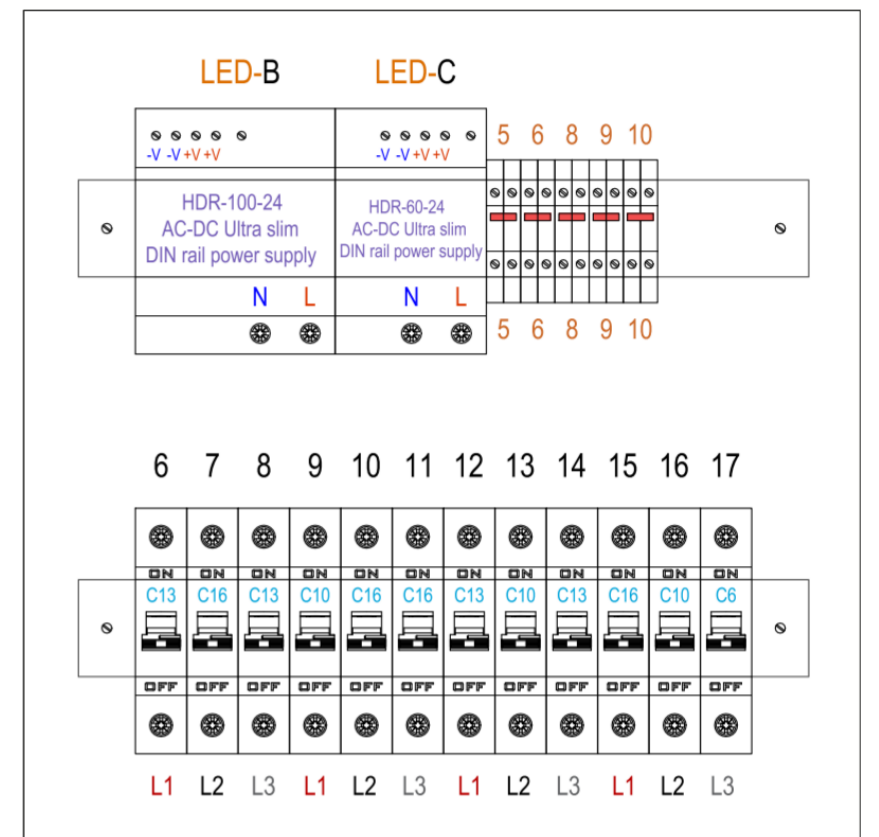 LED-B LED-C
5 6 8 9 10
-V -V +V +V -V -V +V +V
HDR-100-24
AC-DC Ultra slim
DIN rail power supply
HDR-60-24
AC-DC Ultra slim
DIN rail power supply
N L N L
5 6 8 9 10
6 7 8 9 10 11 12 13 14 15 16 17
ON ON ON ON ON ON ON ON ON ON ON ON
C13 C16 C13 C10 C16 C16 C13 C10 C13 C16 C10 C6
OFF OFF OFF OFF OFF OFF OFF OFF OFF OFF OFF OFF
L1 L2 L3 L1 L2 L3 L1 L2 L3 L1 L2 L3